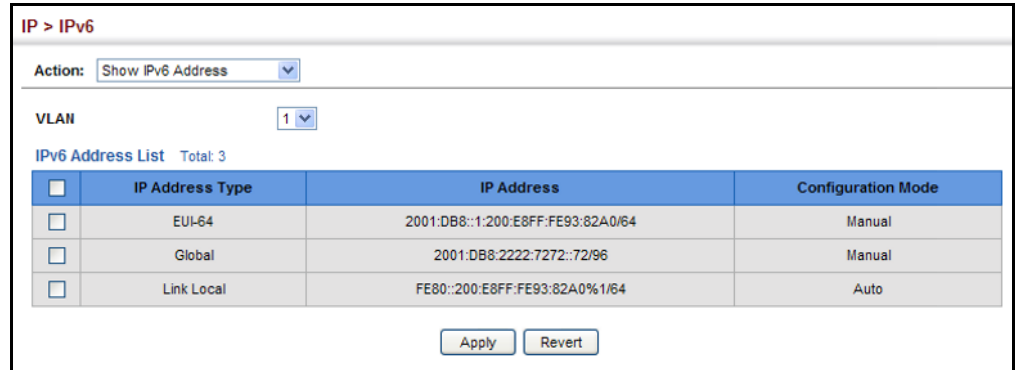 IP > IPv6
Action: Show IPv6 Address
VLAN 1
IPv6 Address List Total: 3
IP Address Type IP Address Configuration Mode
EUI-64 2001:DB8::1:200:E8FF:FE93:82A0/64 Manual
Global 2001:DB8:2222:7272::72/96 Manual
Link Local FE80::200:E8FF:FE93:82A0%1/64 Auto
Apply Revert